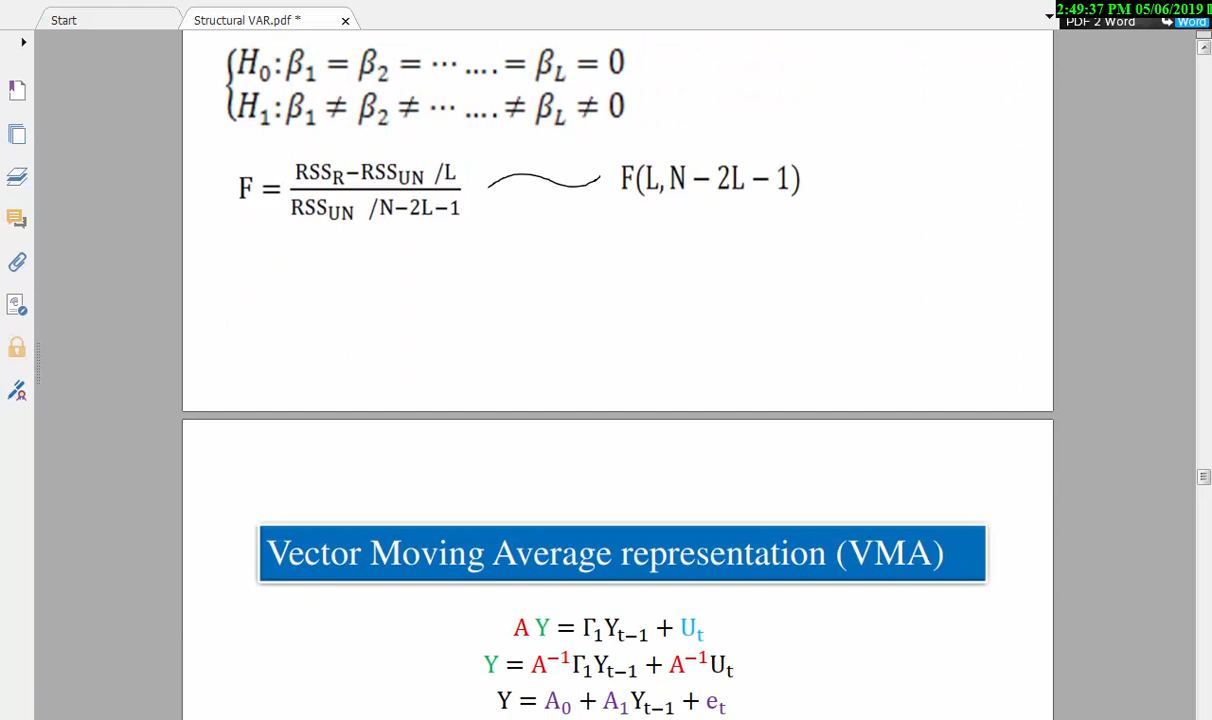 2:49:37 PM 05/06/2019
Start
Structural VAR.pdf *
PDF 2 Word
Word
{H₀: β₁ = β₂ = ⋯ …. = β_L = 0
H₁: β₁ ≠ β₂ ≠ ⋯ …. ≠ β_L ≠ 0
F = (RSS_R−RSS_UN /L) / (RSS_UN /N−2L−1) F(L, N − 2L − 1)
Vector Moving Average representation (VMA)
A Y = Γ₁Y_{t−1} + U_t
Y = A⁻¹Γ₁Y_{t−1} + A⁻¹U_t
Y = A₀ + A₁Y_{t−1} + e_t